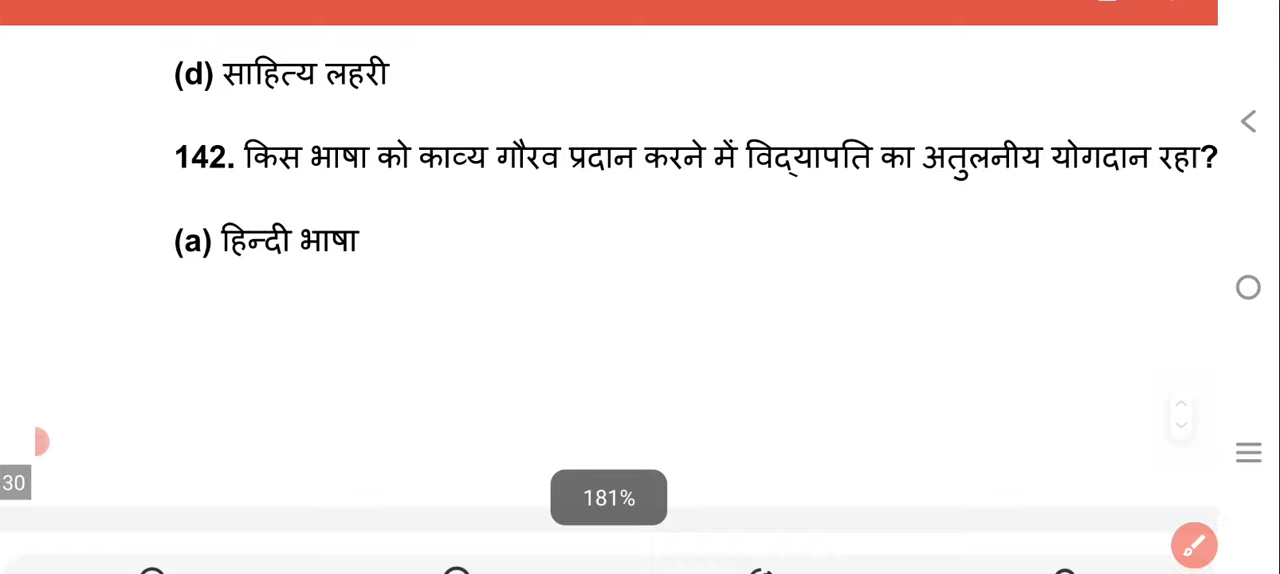 (d) साहित्य लहरी
142. किस भाषा को काव्य गौरव प्रदान करने में विद्यापति का अतुलनीय योगदान रहा?
(a) हिन्दी भाषा
30
181%